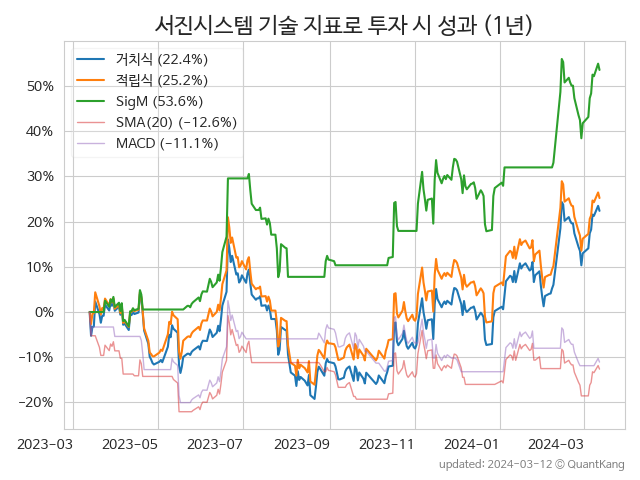 서진시스템 기술 지표로 투자 시 성과 (1년)
거치식 (22.4%)
적립식 (25.2%)
SigM (53.6%)
SMA(20) (−12.6%)
MACD (−11.1%)
50%
40%
30%
20%
10%
0%
−10%
−20%
2023-03 2023-05 2023-07 2023-09 2023-11 2024-01 2024-03
updated: 2024-03-12 © QuantKang